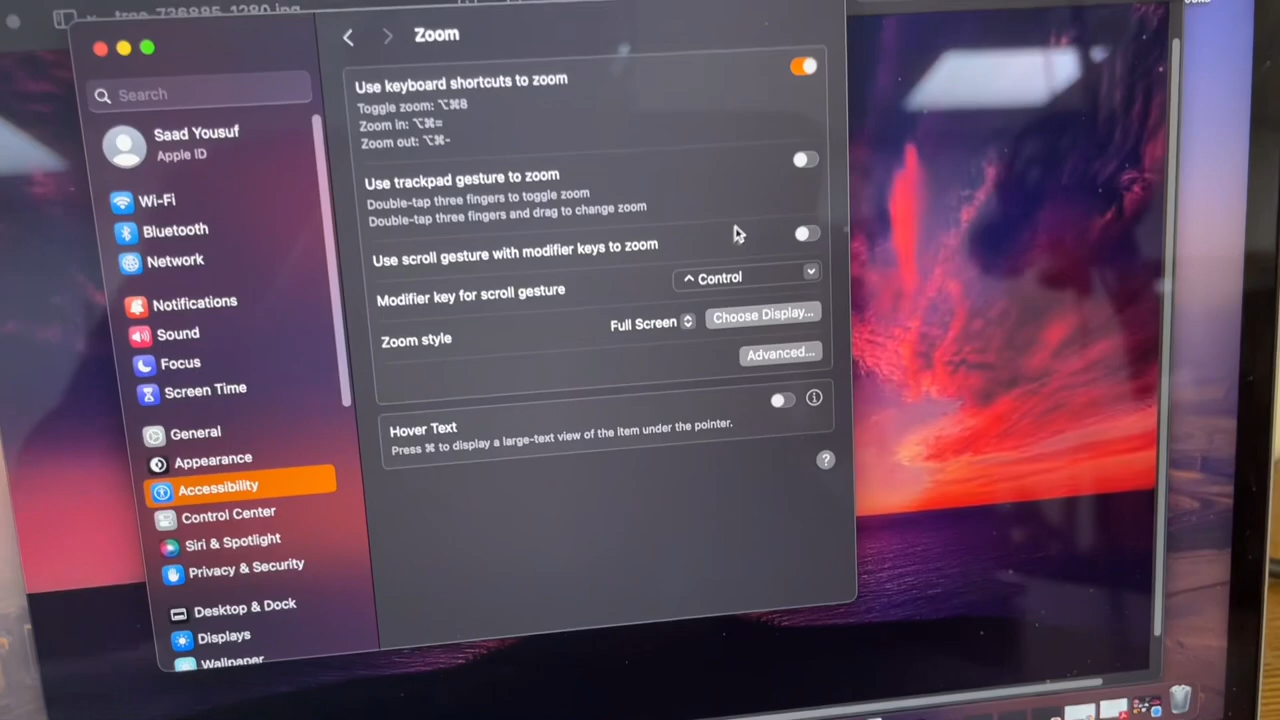 tree-736885_1280.jpg
Zoom
Search
Saad Yousuf
Apple ID
Wi-Fi
Bluetooth
Network
Notifications
Sound
Focus
Screen Time
General
Appearance
Accessibility
Control Center
Siri & Spotlight
Privacy & Security
Desktop & Dock
Displays
Wallpaper
Use keyboard shortcuts to zoom
Toggle zoom: ⌥⌘8
Zoom in: ⌥⌘=
Zoom out: ⌥⌘-
Use trackpad gesture to zoom
Double-tap three fingers to toggle zoom
Double-tap three fingers and drag to change zoom
Use scroll gesture with modifier keys to zoom
Modifier key for scroll gesture
^ Control
Zoom style
Full Screen
Choose Display...
Advanced...
Hover Text
Press ⌘ to display a large-text view of the item under the pointer.
?